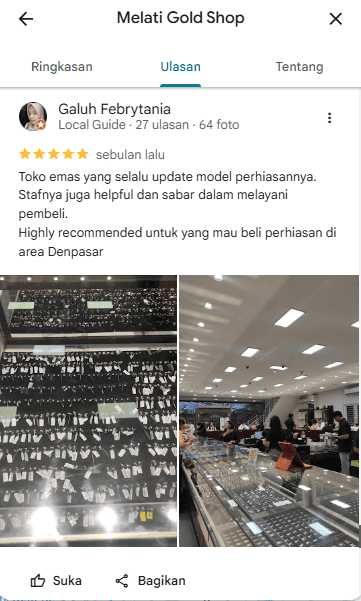 Melati Gold Shop
Ringkasan
Ulasan
Tentang
Galuh Febrytania
Local Guide · 27 ulasan · 64 foto
sebulan lalu
Toko emas yang selalu update model perhiasannya.
Stafnya juga helpful dan sabar dalam melayani
pembeli.
Highly recommended untuk yang mau beli perhiasan di
area Denpasar
Suka
Bagikan